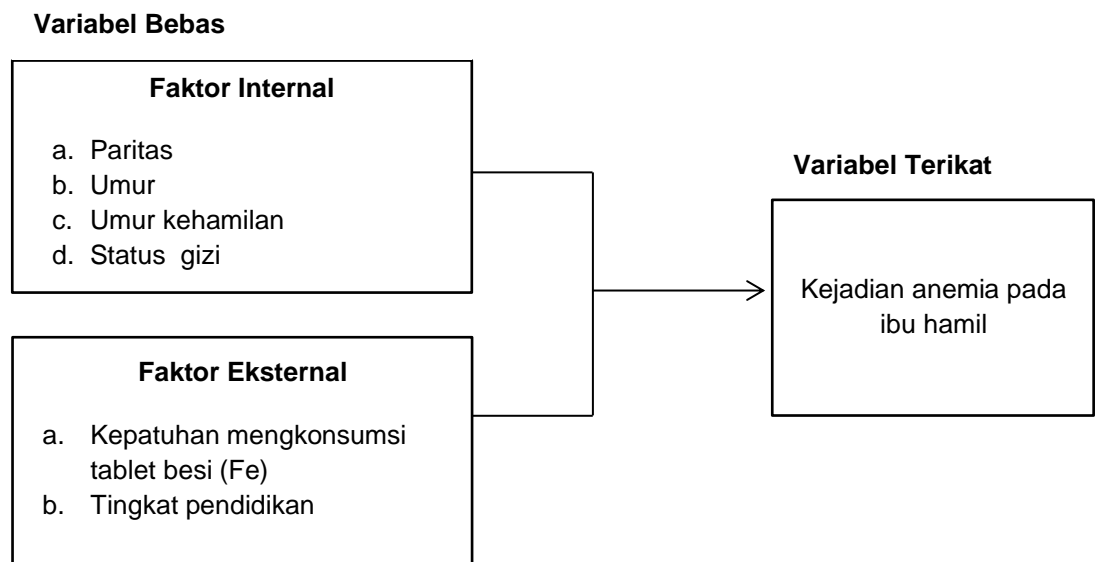 Variabel Bebas
Faktor Internal
a. Paritas
b. Umur
c. Umur kehamilan
d. Status gizi
Faktor Eksternal
a. Kepatuhan mengkonsumsi
tablet besi (Fe)
b. Tingkat pendidikan
Variabel Terikat
Kejadian anemia pada
ibu hamil